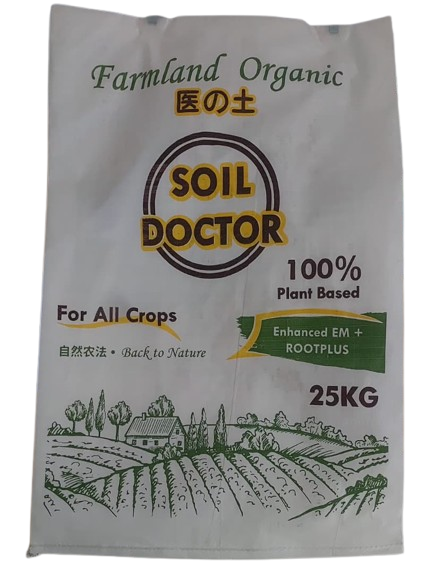 Farmland Organic
医の土
SOIL
DOCTOR
100%
Plant Based
For All Crops
Enhanced EM +
ROOTPLUS
自然农法 • Back to Nature
25KG